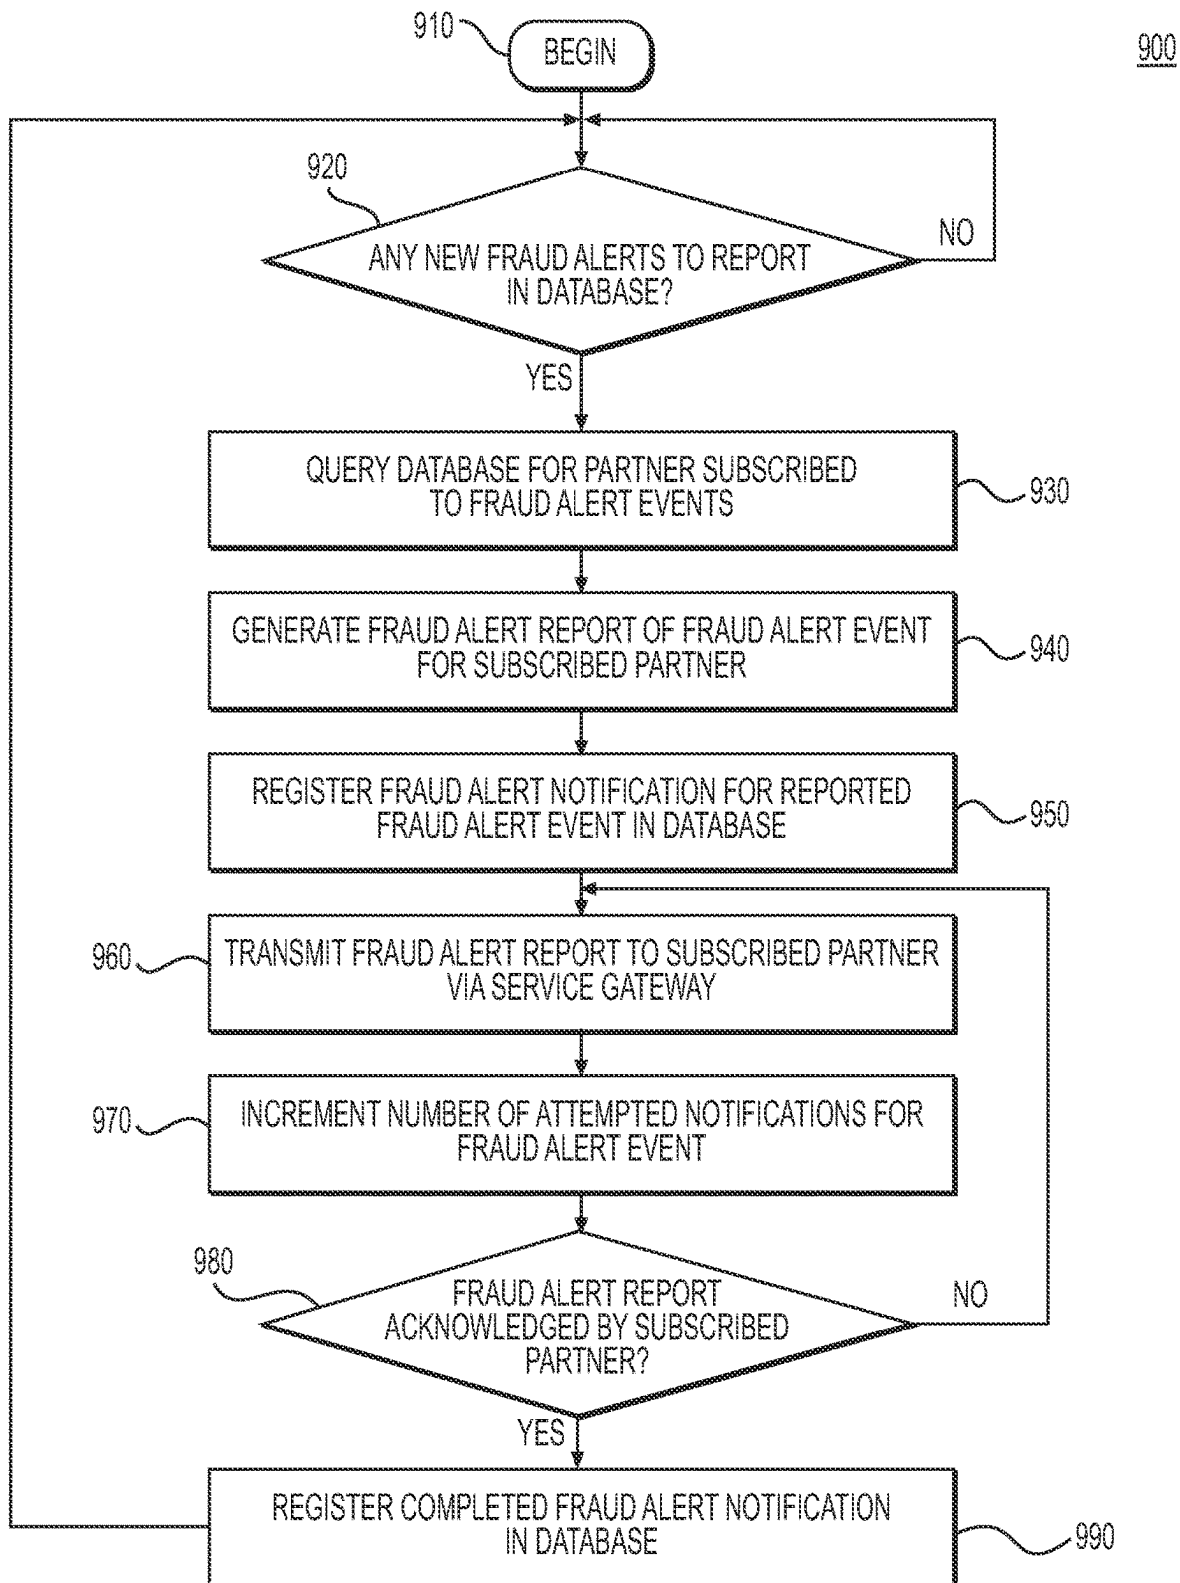 910
BEGIN
900
920
ANY NEW FRAUD ALERTS TO REPORT
IN DATABASE?
NO
YES
QUERY DATABASE FOR PARTNER SUBSCRIBED
TO FRAUD ALERT EVENTS
930
GENERATE FRAUD ALERT REPORT OF FRAUD ALERT EVENT
FOR SUBSCRIBED PARTNER
940
REGISTER FRAUD ALERT NOTIFICATION FOR REPORTED
FRAUD ALERT EVENT IN DATABASE
950
960
TRANSMIT FRAUD ALERT REPORT TO SUBSCRIBED PARTNER
VIA SERVICE GATEWAY
970
INCREMENT NUMBER OF ATTEMPTED NOTIFICATIONS FOR
FRAUD ALERT EVENT
980
FRAUD ALERT REPORT
ACKNOWLEDGED BY SUBSCRIBED
PARTNER?
NO
YES
REGISTER COMPLETED FRAUD ALERT NOTIFICATION
IN DATABASE
990